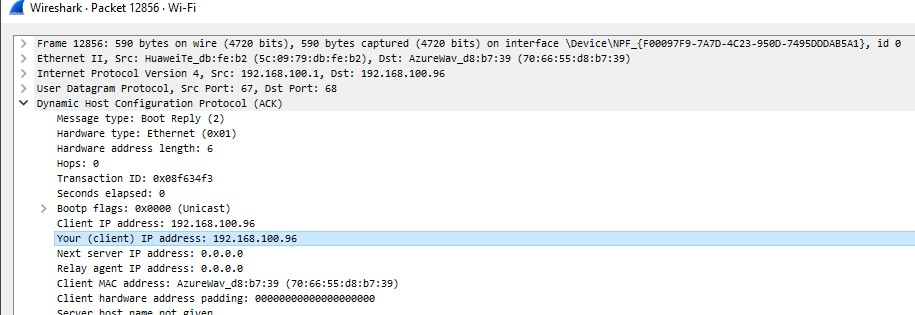 Wireshark · Packet 12856 · Wi-Fi
Frame 12856: 590 bytes on wire (4720 bits), 590 bytes captured (4720 bits) on interface \Device\NPF_{F00097F9-7A7D-4C23-950D-7495DDDAB5A1}, id 0
Ethernet II, Src: HuaweiTe_db:fe:b2 (5c:09:79:db:fe:b2), Dst: AzureWav_d8:b7:39 (70:66:55:d8:b7:39)
Internet Protocol Version 4, Src: 192.168.100.1, Dst: 192.168.100.96
User Datagram Protocol, Src Port: 67, Dst Port: 68
Dynamic Host Configuration Protocol (ACK)
Message type: Boot Reply (2)
Hardware type: Ethernet (0x01)
Hardware address length: 6
Hops: 0
Transaction ID: 0x08f634f3
Seconds elapsed: 0
Bootp flags: 0x0000 (Unicast)
Client IP address: 192.168.100.96
Your (client) IP address: 192.168.100.96
Next server IP address: 0.0.0.0
Relay agent IP address: 0.0.0.0
Client MAC address: AzureWav_d8:b7:39 (70:66:55:d8:b7:39)
Client hardware address padding: 00000000000000000000
Server host name not given